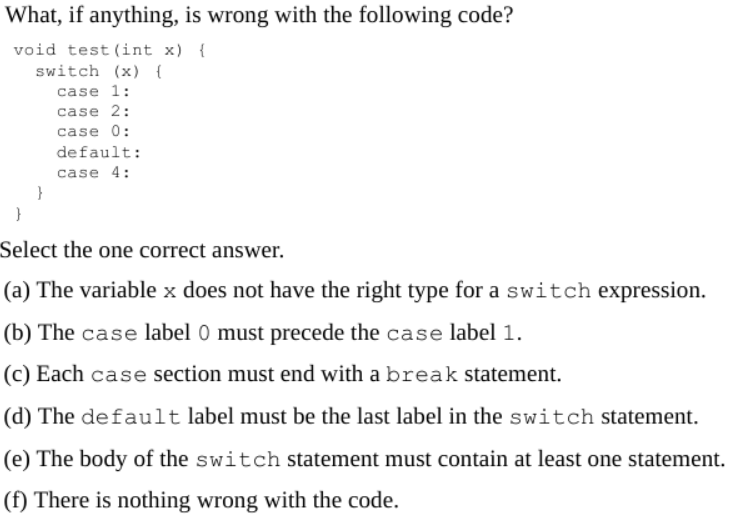 What, if anything, is wrong with the following code?
void test(int x) {
switch (x) {
case 1:
case 2:
case 0:
default:
case 4:
}
}
Select the one correct answer.
(a) The variable x does not have the right type for a switch expression.
(b) The case label 0 must precede the case label 1.
(c) Each case section must end with a break statement.
(d) The default label must be the last label in the switch statement.
(e) The body of the switch statement must contain at least one statement.
(f) There is nothing wrong with the code.